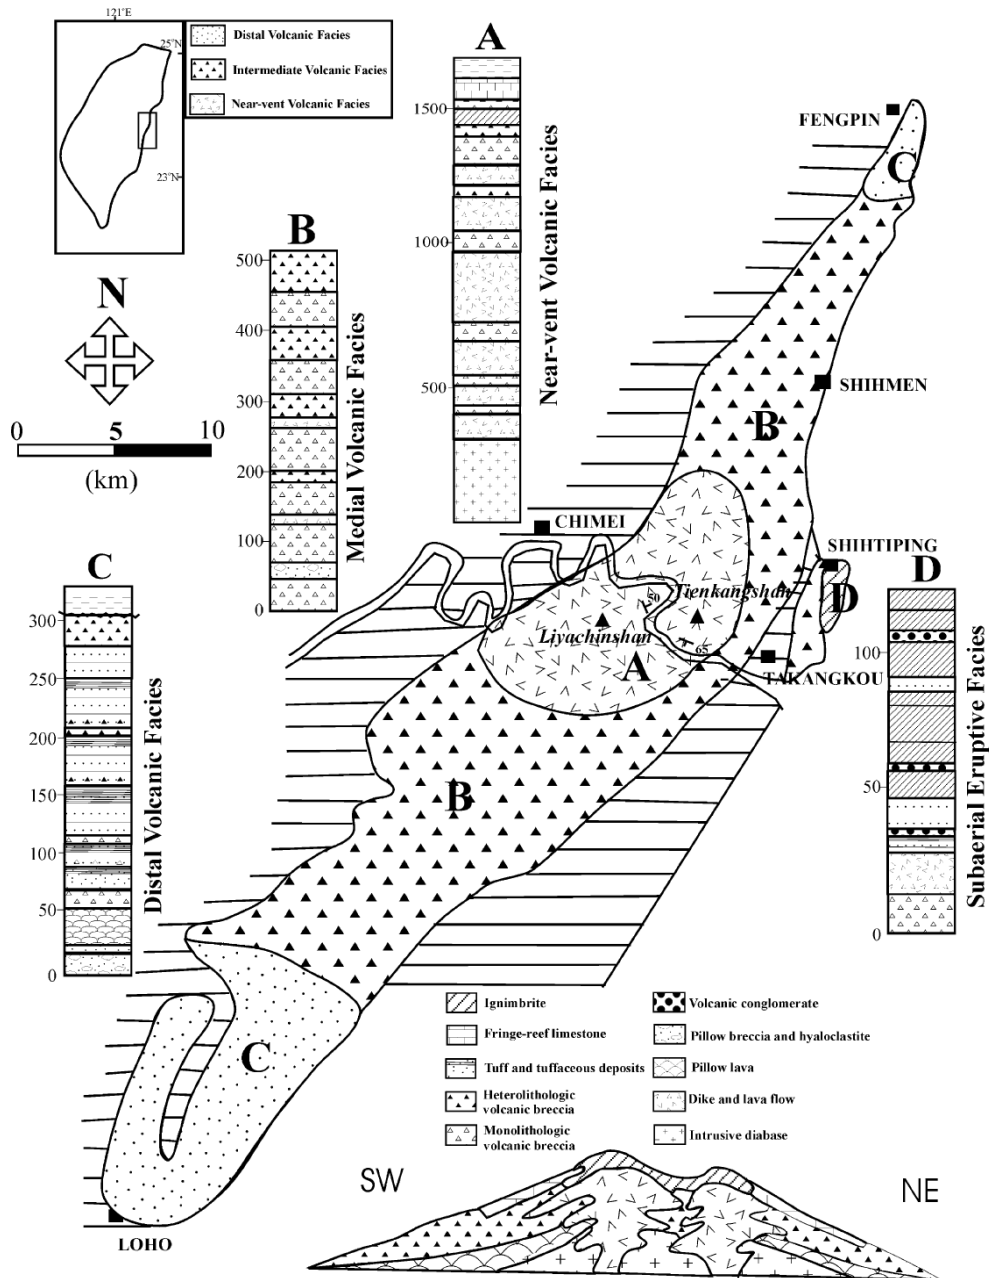 121°E
25°N
23°N
Distal Volcanic Facies
Intermediate Volcanic Facies
Near-vent Volcanic Facies
A
1500
1000
500
Near-vent Volcanic Facies
FENGPIN
C
B
500
400
300
200
100
0
Medial Volcanic Facies
N
0 5 10
(km)
SHIHMEN
B
CHIMEI
SHIHTIPING
D
D
Tienkangshan
50
Liyachinshan
65
A
TAKANGKOU
C
300
250
200
150
100
50
0
Distal Volcanic Facies
100
50
0
Subaerial Eruptive Facies
B
C
LOHO
Ignimbrite
Fringe-reef limestone
Tuff and tuffaceous deposits
Heterolithologic
volcanic breccia
Monolithologic
volcanic breccia
Volcanic conglomerate
Pillow breccia and hyaloclastite
Pillow lava
Dike and lava flow
Intrusive diabase
SW
NE